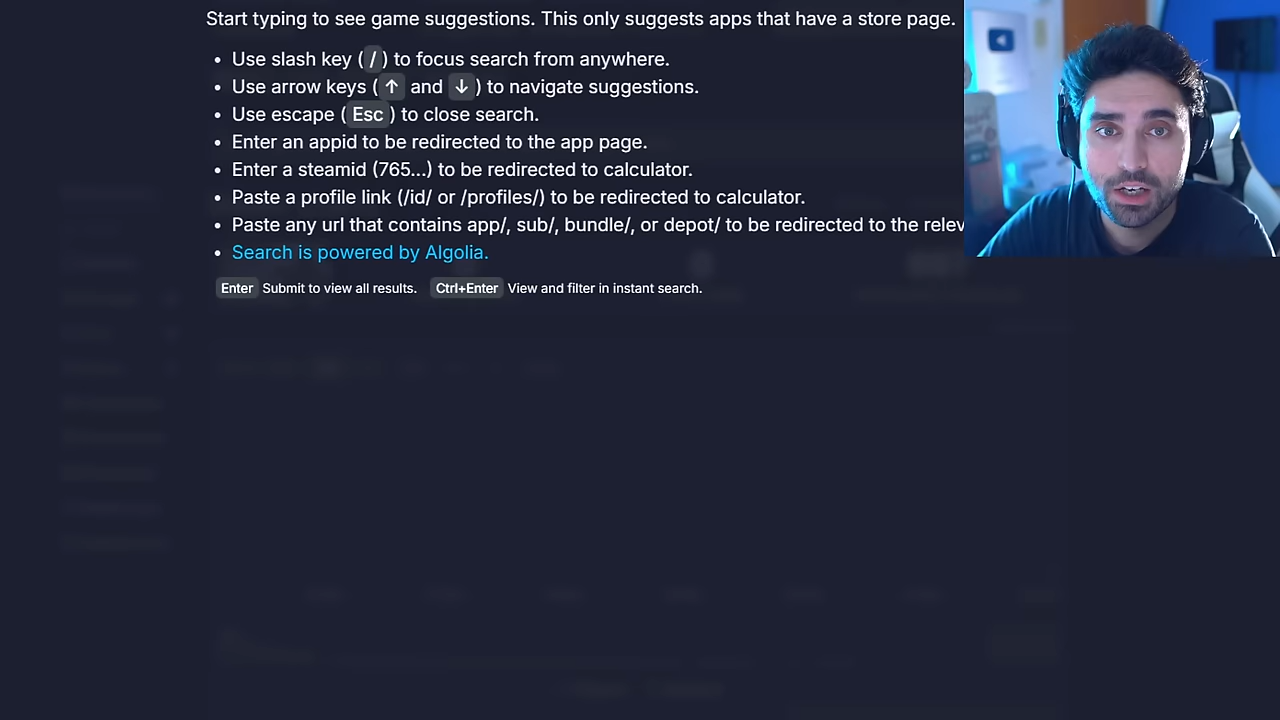 Start typing to see game suggestions. This only suggests apps that have a store page.
• Use slash key ( / ) to focus search from anywhere.
• Use arrow keys ( ↑ and ↓ ) to navigate suggestions.
• Use escape ( Esc ) to close search.
• Enter an appid to be redirected to the app page.
• Enter a steamid (765...) to be redirected to calculator.
• Paste a profile link (/id/ or /profiles/) to be redirected to calculator.
• Paste any url that contains app/, sub/, bundle/, or depot/ to be redirected to the relev
• Search is powered by Algolia.
Enter Submit to view all results. Ctrl+Enter View and filter in instant search.